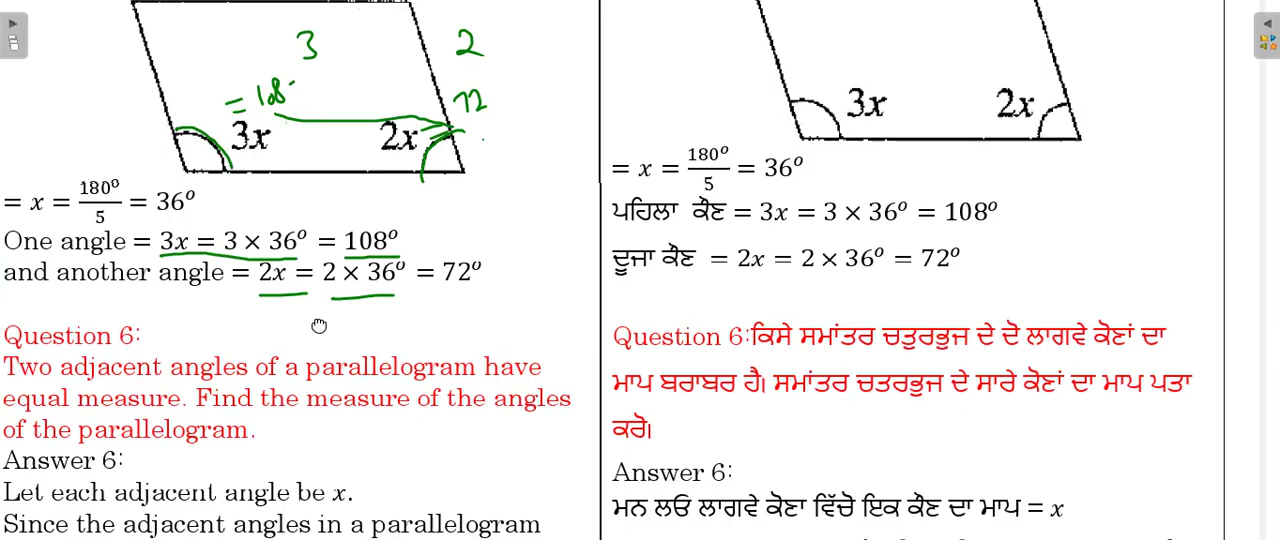 3
2
= 108°
72
3x
2x
= x = 180°/5 = 36°
One angle = 3x = 3 × 36° = 108°
and another angle = 2x = 2 × 36° = 72°
Question 6:
Two adjacent angles of a parallelogram have
equal measure. Find the measure of the angles
of the parallelogram.
Answer 6:
Let each adjacent angle be x.
Since the adjacent angles in a parallelogram
3x
2x
= x = 180°/5 = 36°
ਪਹਿਲਾ ਕੌਣ = 3x = 3 × 36° = 108°
ਦੂਜਾ ਕੌਣ = 2x = 2 × 36° = 72°
Question 6:ਕਿਸੇ ਸਮਾਂਤਰ ਚਤੁਰਭੁਜ ਦੇ ਦੋ ਲਾਗਵੇ ਕੋਣਾਂ ਦਾ
ਮਾਪ ਬਰਾਬਰ ਹੈ। ਸਮਾਂਤਰ ਚਤਰਭੁਜ ਦੇ ਸਾਰੇ ਕੋਣਾਂ ਦਾ ਮਾਪ ਪਤਾ
ਕਰੋ।
Answer 6:
ਮਨ ਲਓ ਲਾਗਵੇ ਕੋਣਾ ਵਿੱਚੋ ਇਕ ਕੌਣ ਦਾ ਮਾਪ = x